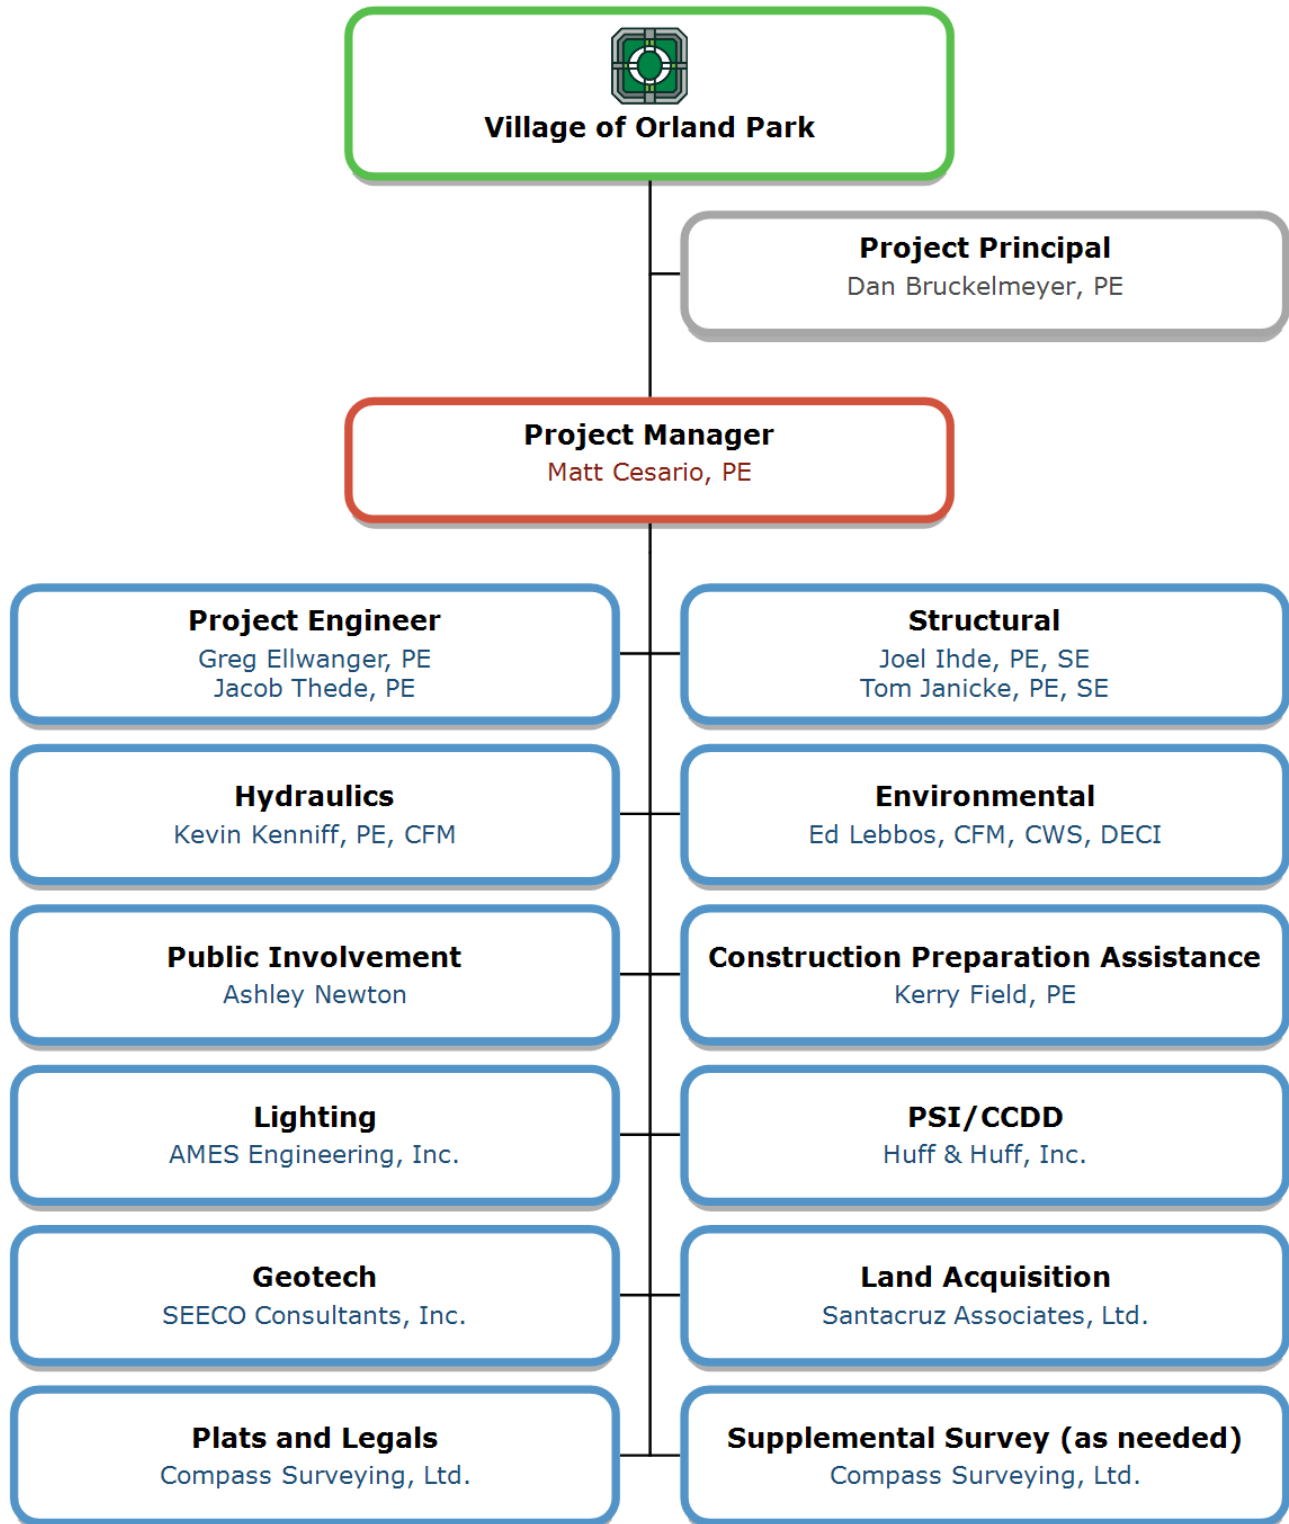 Village of Orland Park
Project Principal
Dan Bruckelmeyer, PE
Project Manager
Matt Cesario, PE
Project Engineer
Greg Ellwanger, PE
Jacob Thede, PE
Structural
Joel Ihde, PE, SE
Tom Janicke, PE, SE
Hydraulics
Kevin Kenniff, PE, CFM
Environmental
Ed Lebbos, CFM, CWS, DECI
Public Involvement
Ashley Newton
Construction Preparation Assistance
Kerry Field, PE
Lighting
AMES Engineering, Inc.
PSI/CCDD
Huff & Huff, Inc.
Geotech
SEECO Consultants, Inc.
Land Acquisition
Santacruz Associates, Ltd.
Plats and Legals
Compass Surveying, Ltd.
Supplemental Survey (as needed)
Compass Surveying, Ltd.